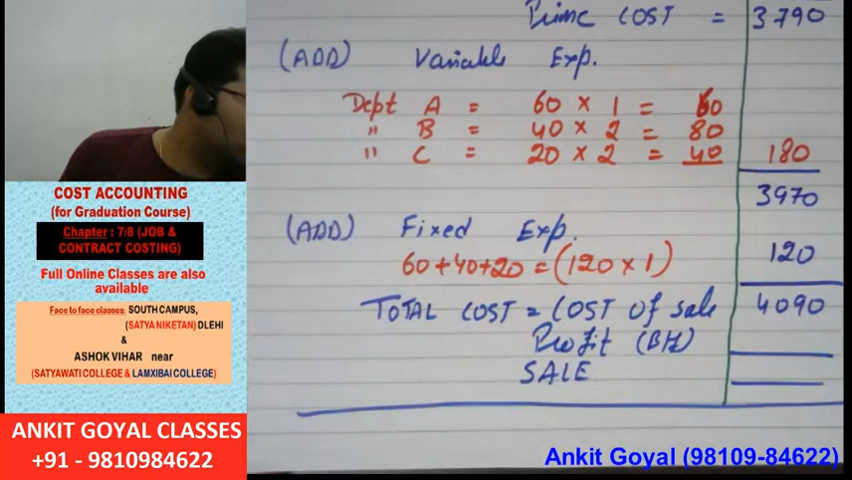 Prime COST = 3790
(ADD) Variable Exp.
Dept A = 60 × 1 = 60
" B = 40 × 2 = 80
" C = 20 × 2 = 40 180
3970
(ADD) Fixed Exp.
60+40+20 = (120 × 1) 120
TOTAL COST = COST Of Sale 4090
Profit (B/f)
SALE
COST ACCOUNTING
(for Graduation Course)
Chapter : 7/8 (JOB &
CONTRACT COSTING)
Full Online Classes are also
available
Face to face classes: SOUTH CAMPUS,
(SATYA NIKETAN) DLEHI
&
ASHOK VIHAR near
(SATYAWATI COLLEGE & LAMXIBAI COLLEGE)
ANKIT GOYAL CLASSES
+91 - 9810984622
Ankit Goyal (98109-84622)